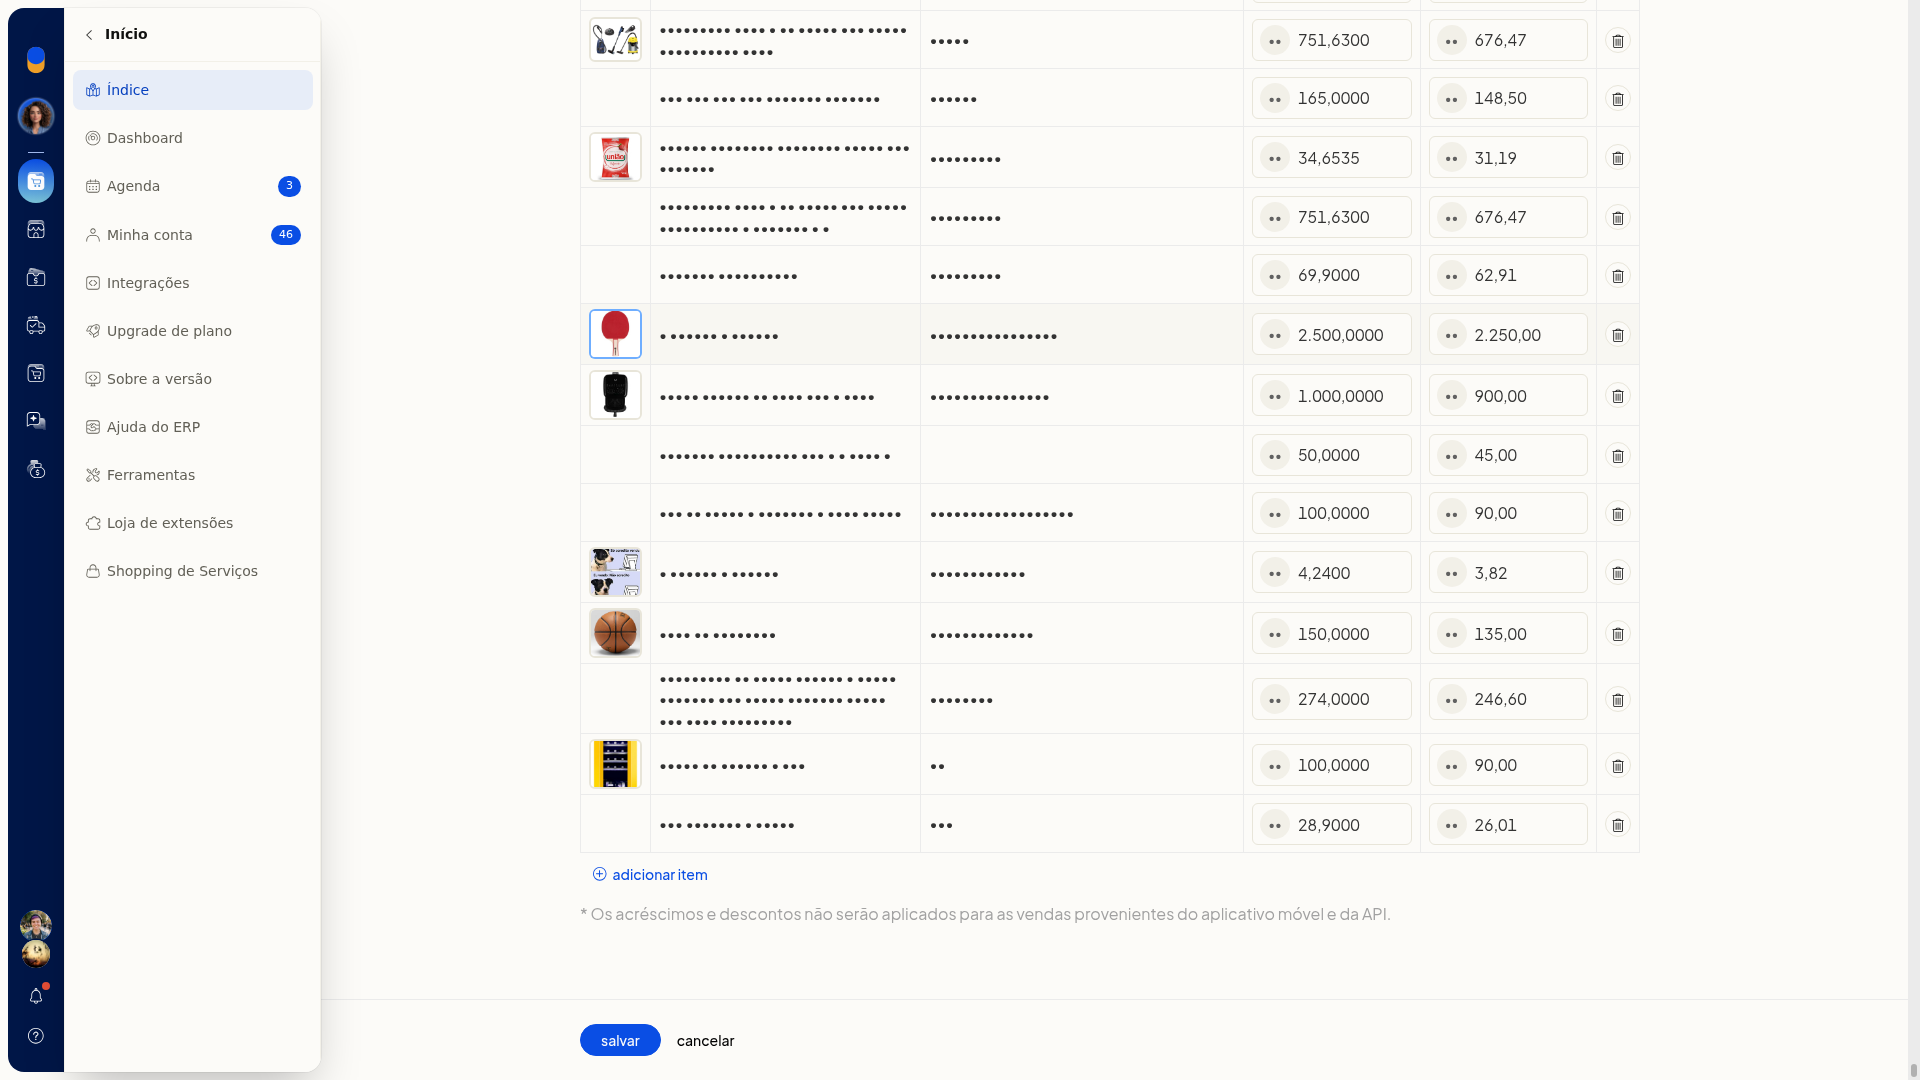 Início
Índice
Dashboard
Agenda 3
Minha conta 46
Integrações
Upgrade de plano
Sobre a versão
Ajuda do ERP
Ferramentas
Loja de extensões
Shopping de Serviços
751,6300 676,47
165,0000 148,50
união
34,6535 31,19
751,6300 676,47
69,9000 62,91
2.500,0000 2.250,00
1.000,0000 900,00
50,0000 45,00
100,0000 90,00
4,2400 3,82
150,0000 135,00
274,0000 246,60
100,0000 90,00
28,9000 26,01
adicionar item
* Os acréscimos e descontos não serão aplicados para as vendas provenientes do aplicativo móvel e da API.
salvar cancelar